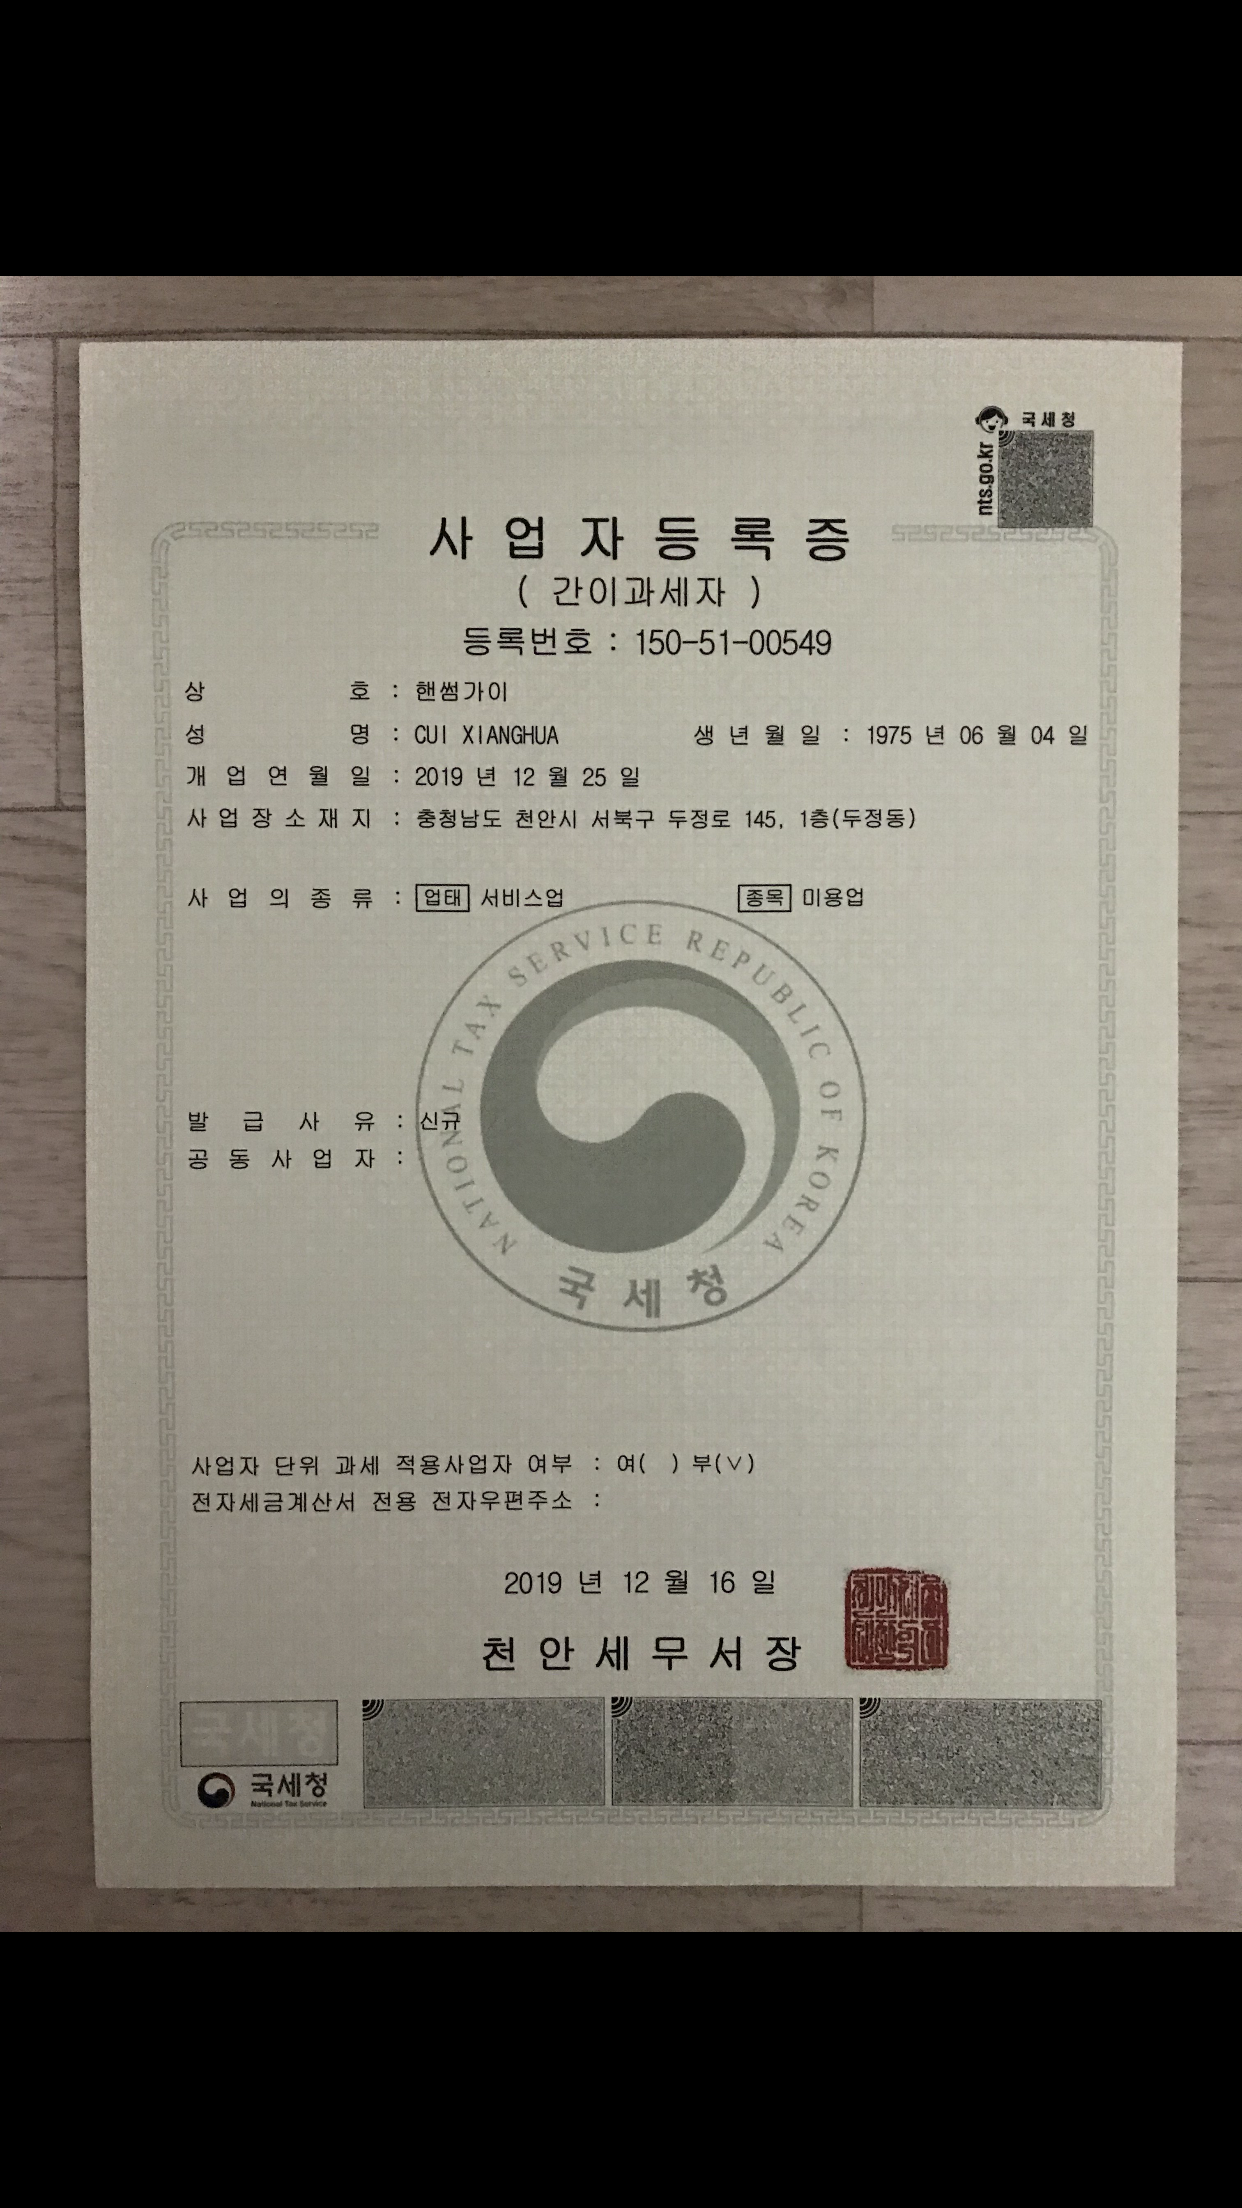 국세청
nts.go.kr
사 업 자 등 록 증
( 간이과세자 )
등록번호 : 150-51-00549
상 호 : 핸썸가이
성 명 : CUI XIANGHUA 생 년 월 일 : 1975 년 06 월 04 일
개 업 연 월 일 : 2019 년 12 월 25 일
사 업 장 소 재 지 : 충청남도 천안시 서북구 두정로 145, 1층(두정동)
사 업 의 종 류 : 업태 서비스업 종목 미용업
NATIONAL TAX SERVICE REPUBLIC OF KOREA
발 급 사 유 : 신규
공 동 사 업 자 :
국세청
사업자 단위 과세 적용사업자 여부 : 여( ) 부(∨)
전자세금계산서 전용 전자우편주소 :
2019 년 12 월 16 일
천 안 세 무 서 장
국세청
국세청
National Tax Service